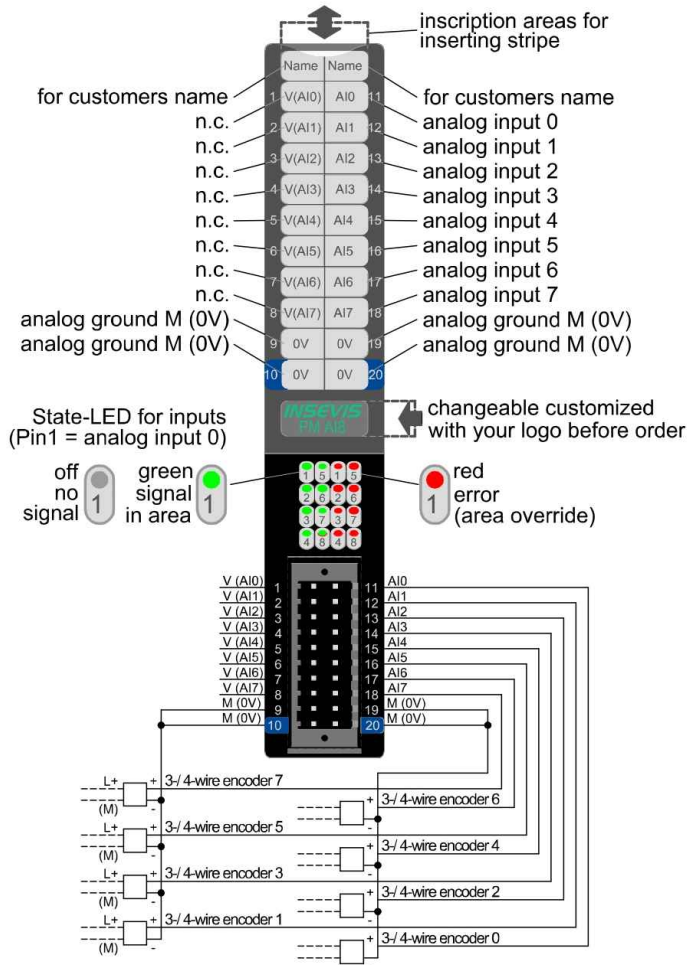 inscription areas for
inserting stripe
Name Name
for customers name
for customers name
1 V(AI0) AI0 11
n.c.
analog input 0
2 V(AI1) AI1 12
n.c.
analog input 1
3 V(AI2) AI2 13
n.c.
analog input 2
4 V(AI3) AI3 14
n.c.
analog input 3
5 V(AI4) AI4 15
n.c.
analog input 4
6 V(AI5) AI5 16
n.c.
analog input 5
7 V(AI6) AI6 17
n.c.
analog input 6
8 V(AI7) AI7 18
n.c.
analog input 7
9 0V 0V 19
analog ground M (0V)
analog ground M (0V)
10 0V 0V 20
analog ground M (0V)
analog ground M (0V)
INSEVIS
PM AI8
changeable customized
with your logo before order
State-LED for inputs
(Pin1 = analog input 0)
off
no
signal
1
green
signal
in area
1
1 5 1 5
2 6 2 6
3 7 3 7
4 8 4 8
red
error
(area override)
1
V (AI0) 1 11 AI0
V (AI1) 2 12 AI1
V (AI2) 3 13 AI2
V (AI3) 4 14 AI3
V (AI4) 5 15 AI4
V (AI5) 6 16 AI5
V (AI6) 7 17 AI6
V (AI7) 8 18 AI7
M (0V) 9 19 M (0V)
M (0V) 10 20 M (0V)
L+ + 3-/ 4-wire encoder 7
(M) -
+ 3-/ 4-wire encoder 6
-
L+ + 3-/ 4-wire encoder 5
(M) -
+ 3-/ 4-wire encoder 4
-
L+ + 3-/ 4-wire encoder 3
(M) -
+ 3-/ 4-wire encoder 2
-
L+ + 3-/ 4-wire encoder 1
(M) -
+ 3-/ 4-wire encoder 0
-